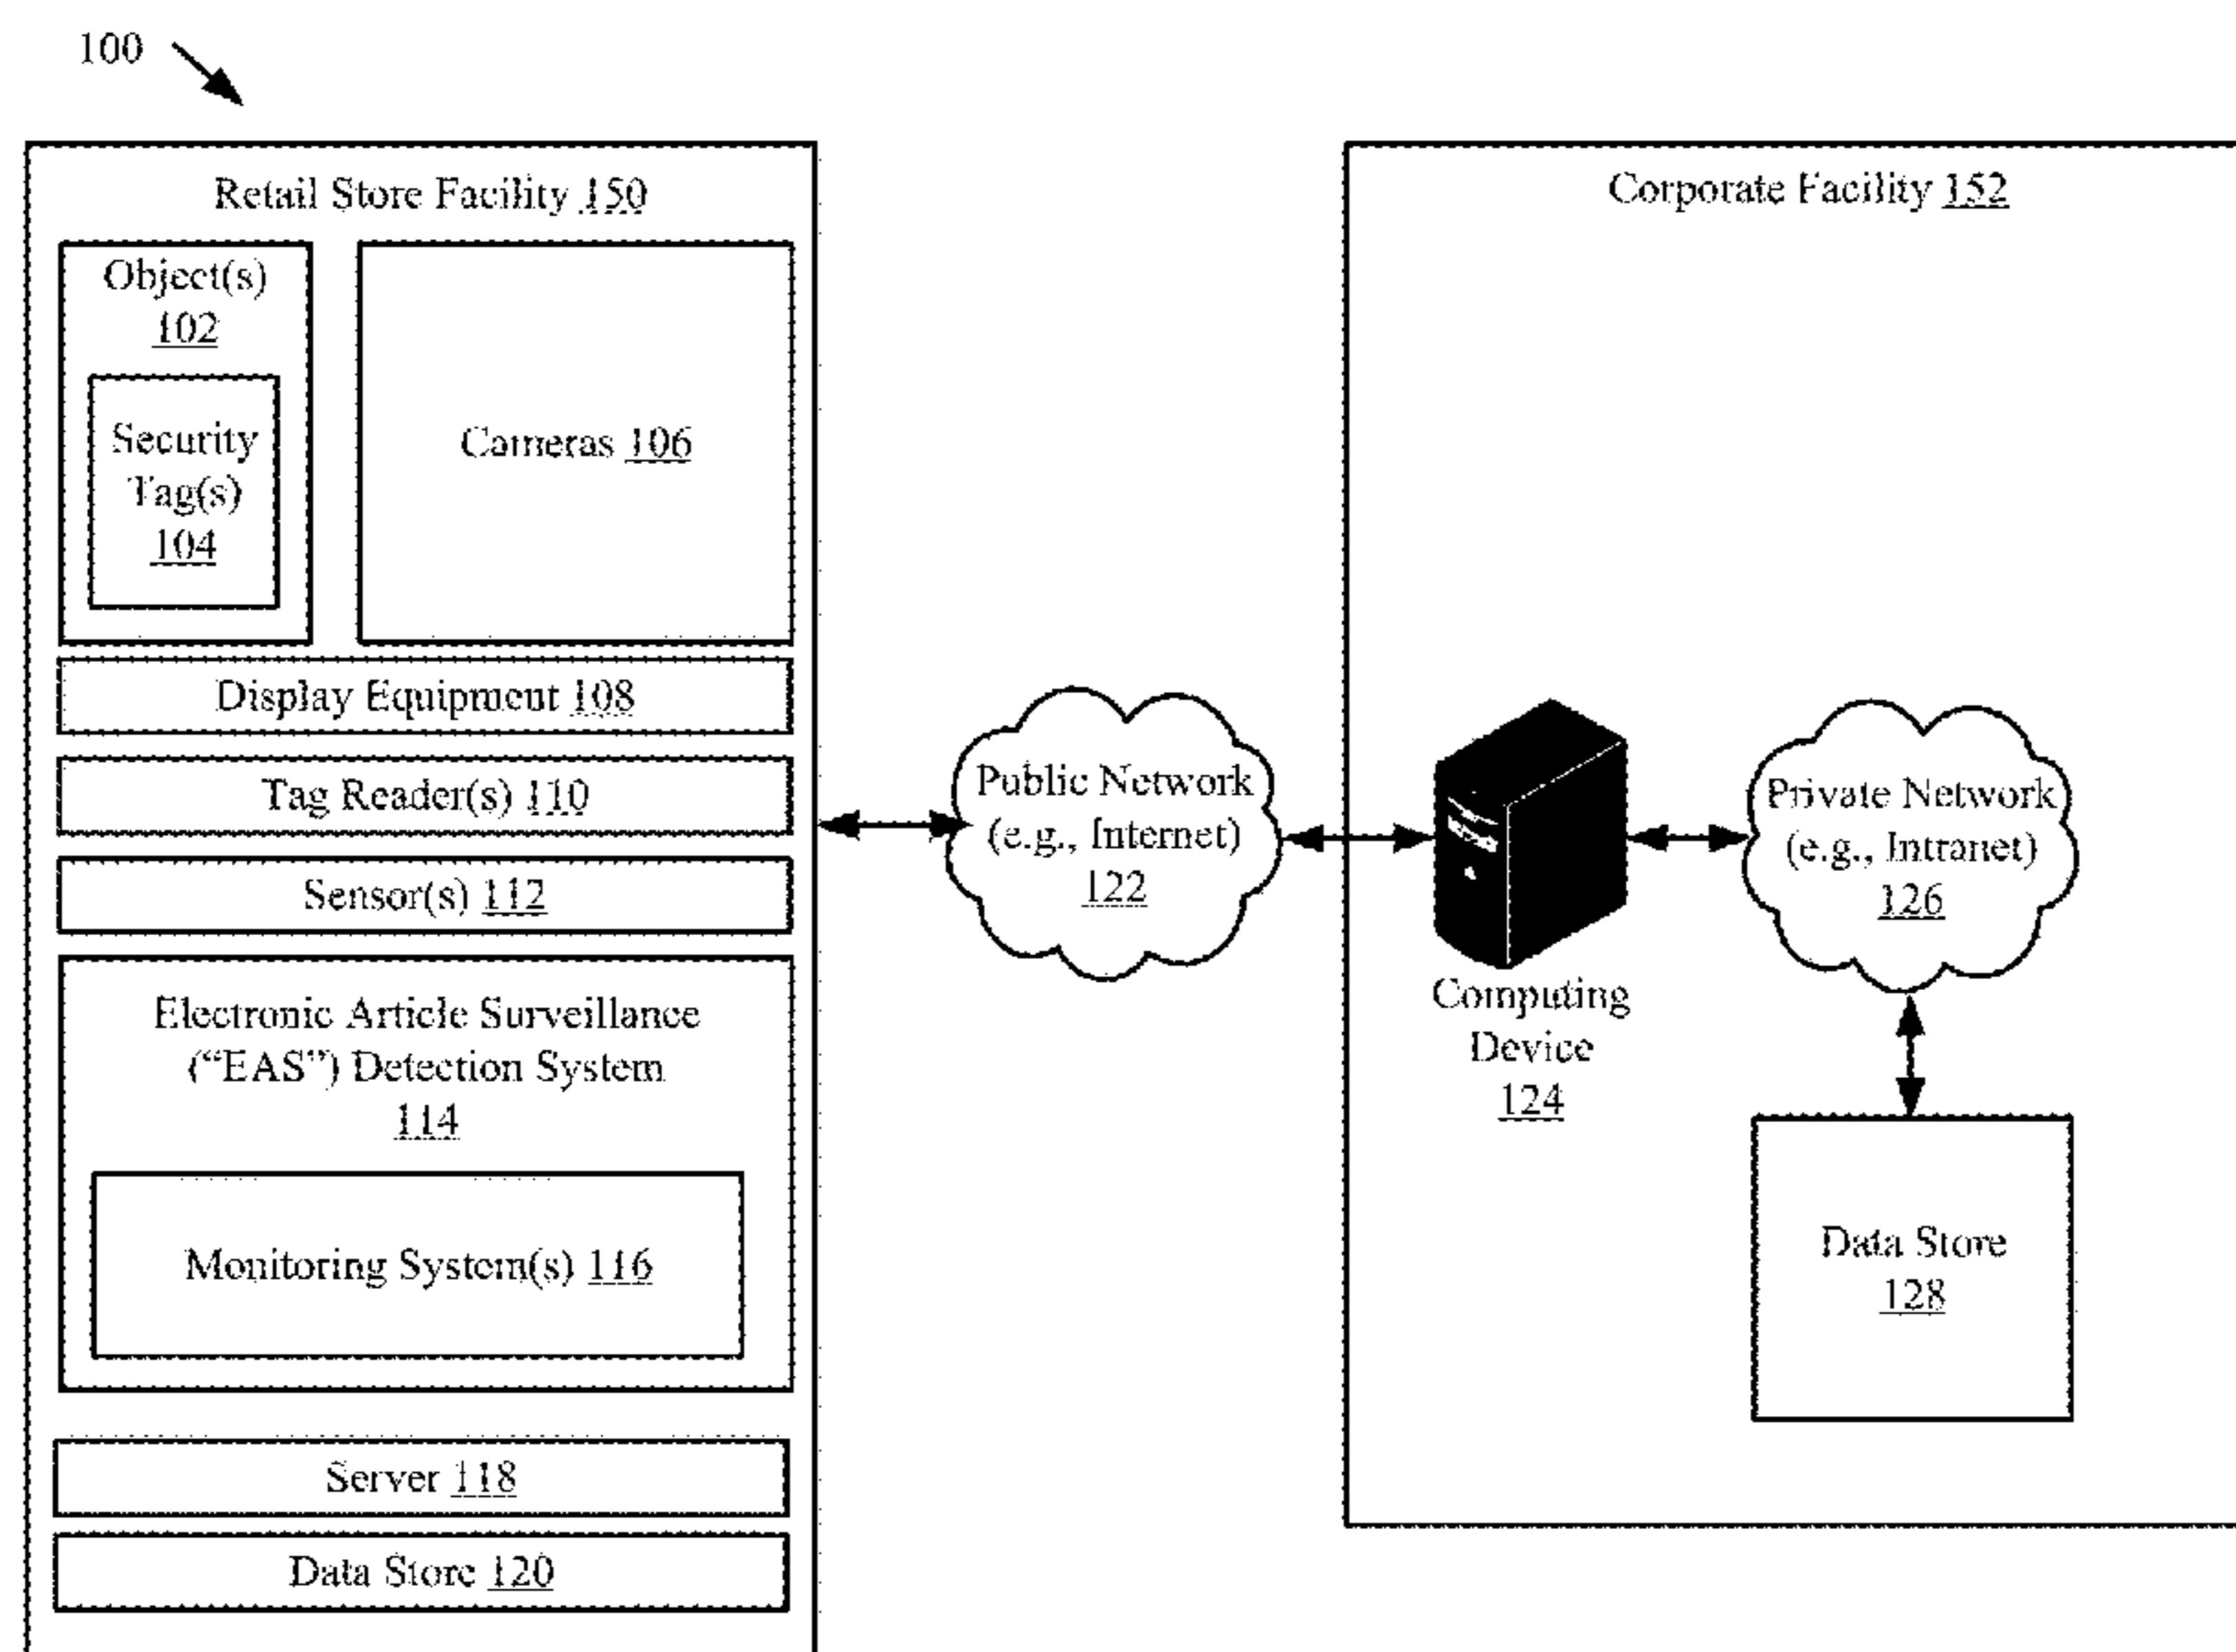 100
Retail Store Facility 150
Object(s)
102
Security
Tag(s)
104
Cameras 106
Display Equipment 108
Tag Reader(s) 110
Sensor(s) 112
Electronic Article Surveillance
(“EAS”) Detection System
114
Monitoring System(s) 116
Server 118
Data Store 120
Public Network
(e.g., Internet)
122
Corporate Facility 152
Computing
Device
124
Private Network
(e.g., Intranet)
126
Data Store
128